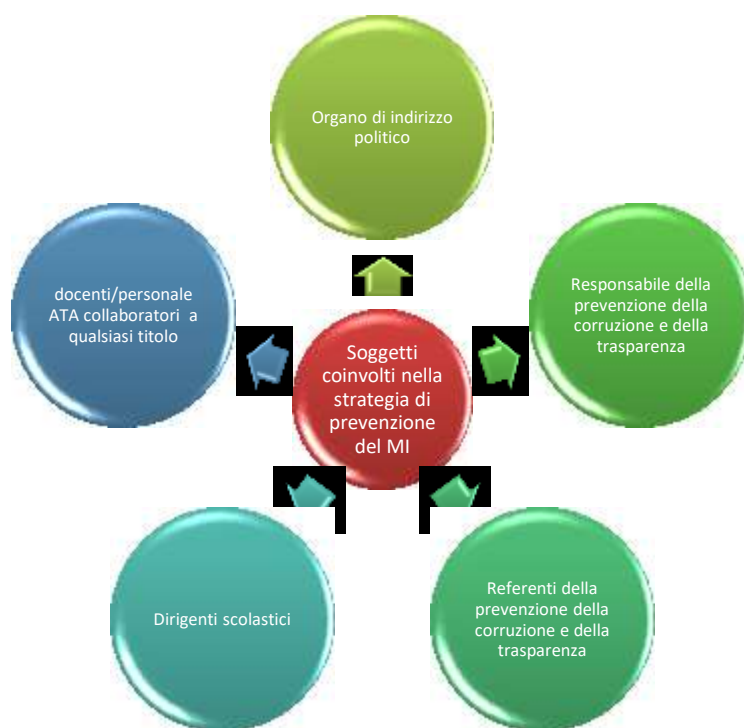 Organo di indirizzo
politico
docenti/personale
ATA collaboratori a
qualsiasi titolo
Responsabile della
prevenzione della
corruzione e della
trasparenza
Soggetti
coinvolti nella
strategia di
prevenzione
del MI
Dirigenti scolastici
Referenti della
prevenzione della
corruzione e della
trasparenza